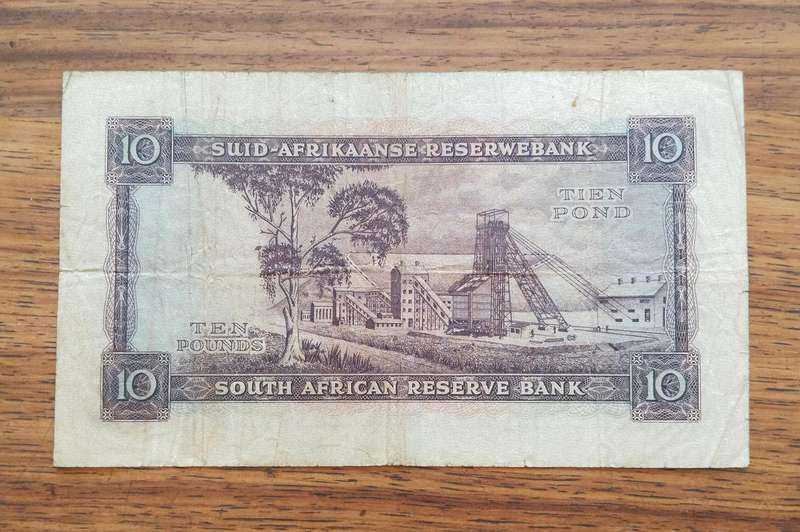 10 SUID-AFRIKAANSE RESERWEBANK 10
TIEN
POND
TEN
POUNDS
10 SOUTH AFRICAN RESERVE BANK 10